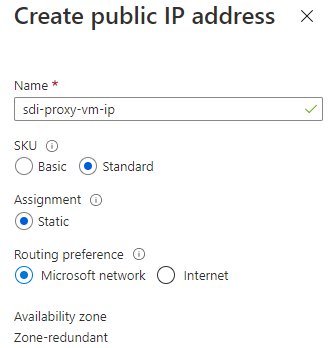 Create public IP address
Name *
sdi-proxy-vm-ip
SKU
Basic Standard
Assignment
Static
Routing preference
Microsoft network Internet
Availability zone
Zone-redundant